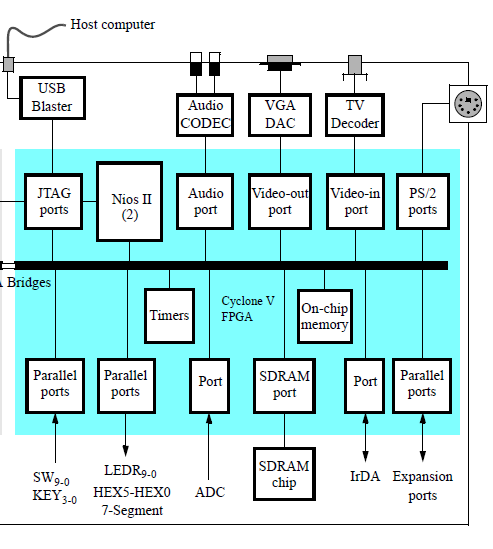 Host computer
USB
Blaster
Audio
CODEC
VGA
DAC
TV
Decoder
JTAG
ports
Nios II
(2)
Audio
port
Video-out
port
Video-in
port
PS/2
ports
Bridges
Timers
Cyclone V
FPGA
On-chip
memory
Parallel
ports
Parallel
ports
Port
SDRAM
port
Port
Parallel
ports
SW9-0
KEY3-0
LEDR9-0
HEX5-HEX0
7-Segment
ADC
SDRAM
chip
IrDA
Expansion
ports